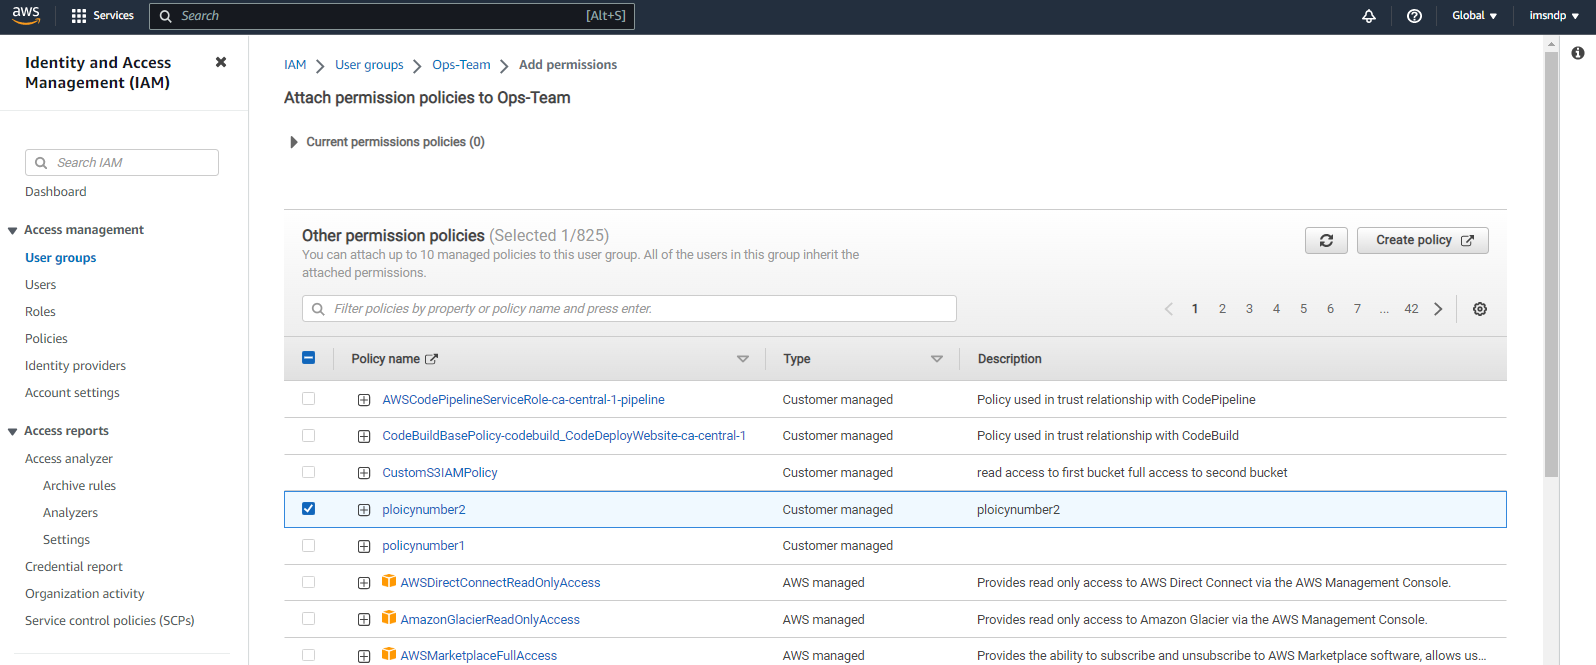 aws
Services
Search
[Alt+S]
Global
imsndp
Identity and Access
Management (IAM)
Search IAM
Dashboard
Access management
User groups
Users
Roles
Policies
Identity providers
Account settings
Access reports
Access analyzer
Archive rules
Analyzers
Settings
Credential report
Organization activity
Service control policies (SCPs)
IAM > User groups > Ops-Team > Add permissions
Attach permission policies to Ops-Team
Current permissions policies (0)
Other permission policies (Selected 1/825)
You can attach up to 10 managed policies to this user group. All of the users in this group inherit the
attached permissions.
Create policy
Filter policies by property or policy name and press enter.
1 2 3 4 5 6 7 ... 42
Policy name Type Description
AWSCodePipelineServiceRole-ca-central-1-pipeline Customer managed Policy used in trust relationship with CodePipeline
CodeBuildBasePolicy-codebuild_CodeDeployWebsite-ca-central-1 Customer managed Policy used in trust relationship with CodeBuild
CustomS3IAMPolicy Customer managed read access to first bucket full access to second bucket
ploicynumber2 Customer managed ploicynumber2
policynumber1 Customer managed
AWSDirectConnectReadOnlyAccess AWS managed Provides read only access to AWS Direct Connect via the AWS Management Console.
AmazonGlacierReadOnlyAccess AWS managed Provides read only access to Amazon Glacier via the AWS Management Console.
AWSMarketplaceFullAccess AWS managed Provides the ability to subscribe and unsubscribe to AWS Marketplace software, allows us...